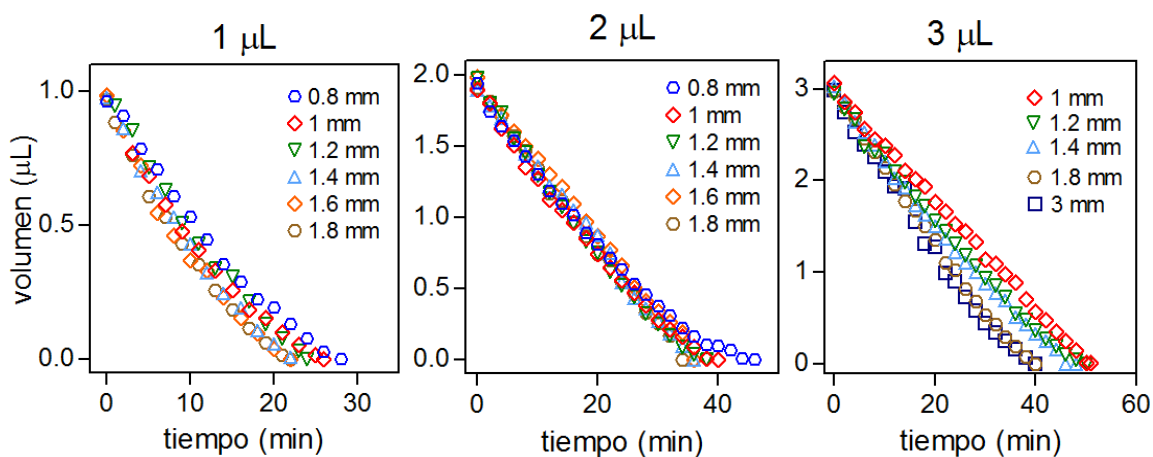 1 μL
2 μL
3 μL
volumen (μL)
1.0
0.5
0.0
0
10
20
30
tiempo (min)
0.8 mm
1 mm
1.2 mm
1.4 mm
1.6 mm
1.8 mm
2.0
1.5
1.0
0.5
0.0
0
20
40
tiempo (min)
0.8 mm
1 mm
1.2 mm
1.4 mm
1.6 mm
1.8 mm
3
2
1
0
0
20
40
60
tiempo (min)
1 mm
1.2 mm
1.4 mm
1.8 mm
3 mm